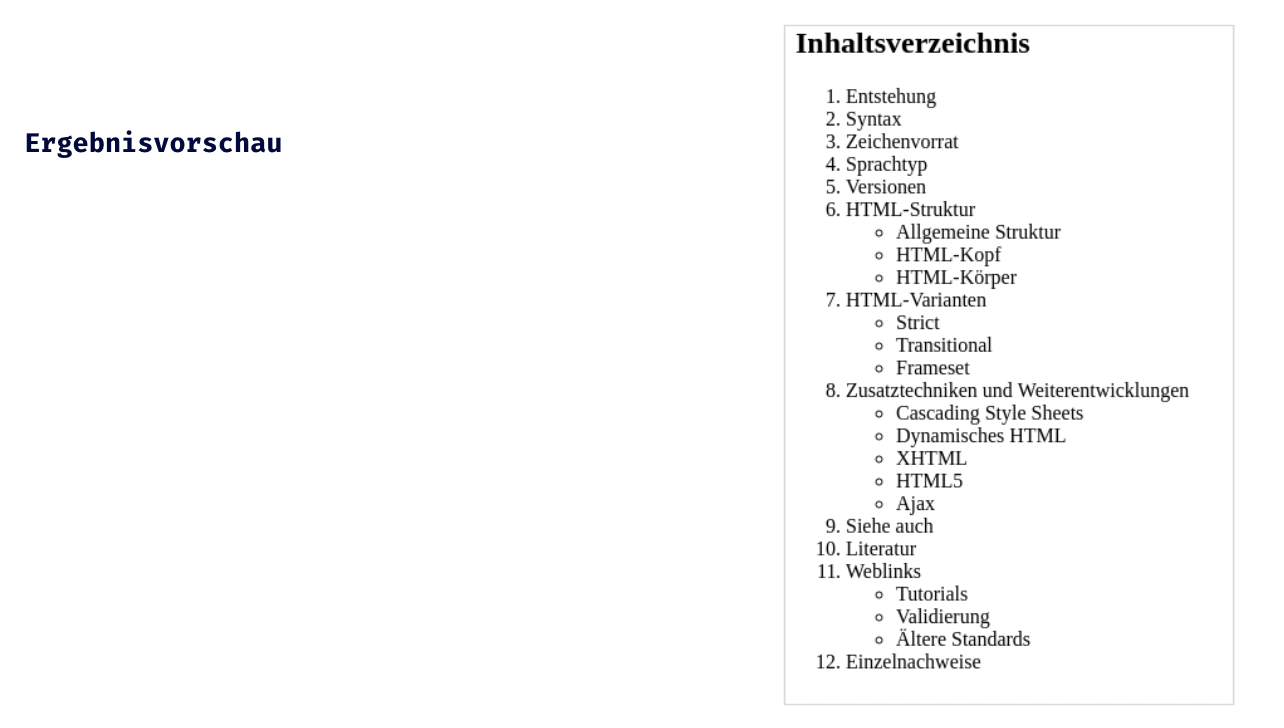 Ergebnisvorschau
Inhaltsverzeichnis
1. Entstehung
2. Syntax
3. Zeichenvorrat
4. Sprachtyp
5. Versionen
6. HTML-Struktur
◦ Allgemeine Struktur
◦ HTML-Kopf
◦ HTML-Körper
7. HTML-Varianten
◦ Strict
◦ Transitional
◦ Frameset
8. Zusatztechniken und Weiterentwicklungen
◦ Cascading Style Sheets
◦ Dynamisches HTML
◦ XHTML
◦ HTML5
◦ Ajax
9. Siehe auch
10. Literatur
11. Weblinks
◦ Tutorials
◦ Validierung
◦ Ältere Standards
12. Einzelnachweise